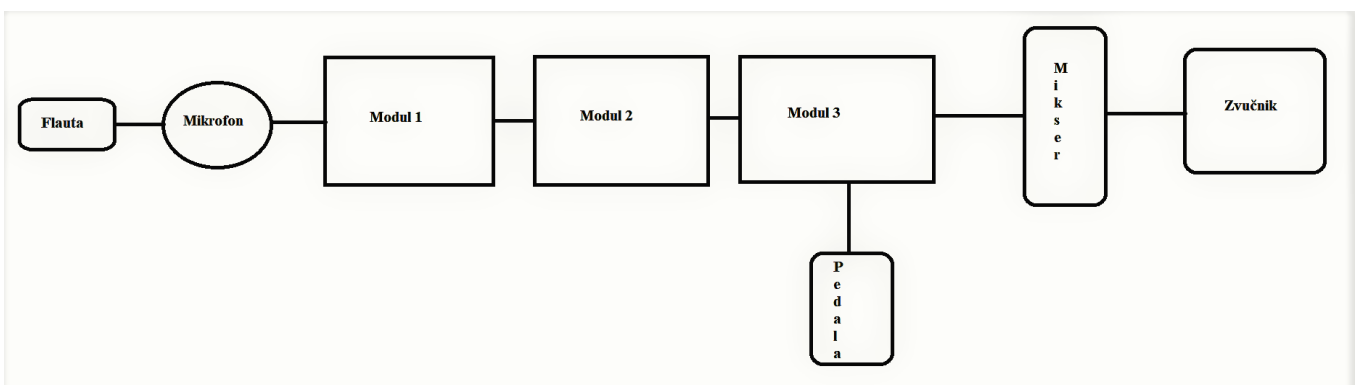 Flauta
Mikrofon
Modul 1
Modul 2
Modul 3
Mikser
Zvučnik
Pedala